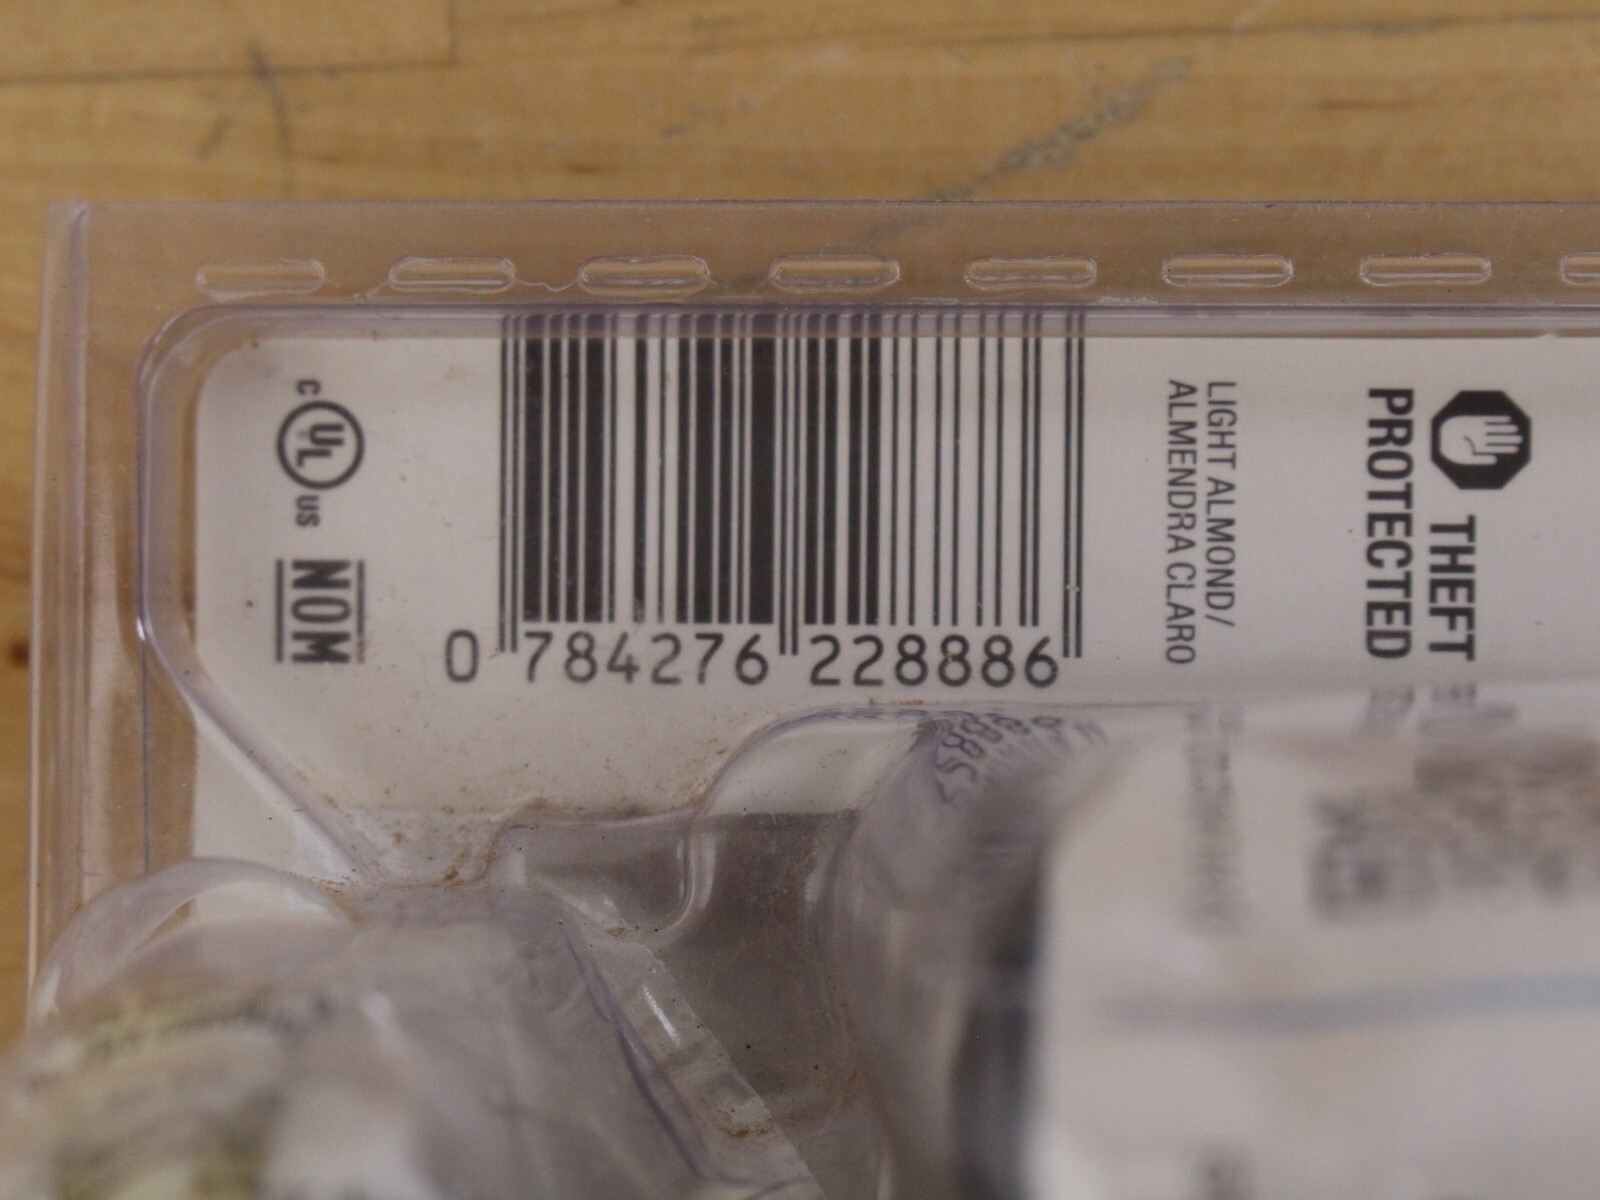 C UL US
NOM
0 784276 228886
LIGHT ALMOND/
ALMENDRA CLARO
THEFT
PROTECTED